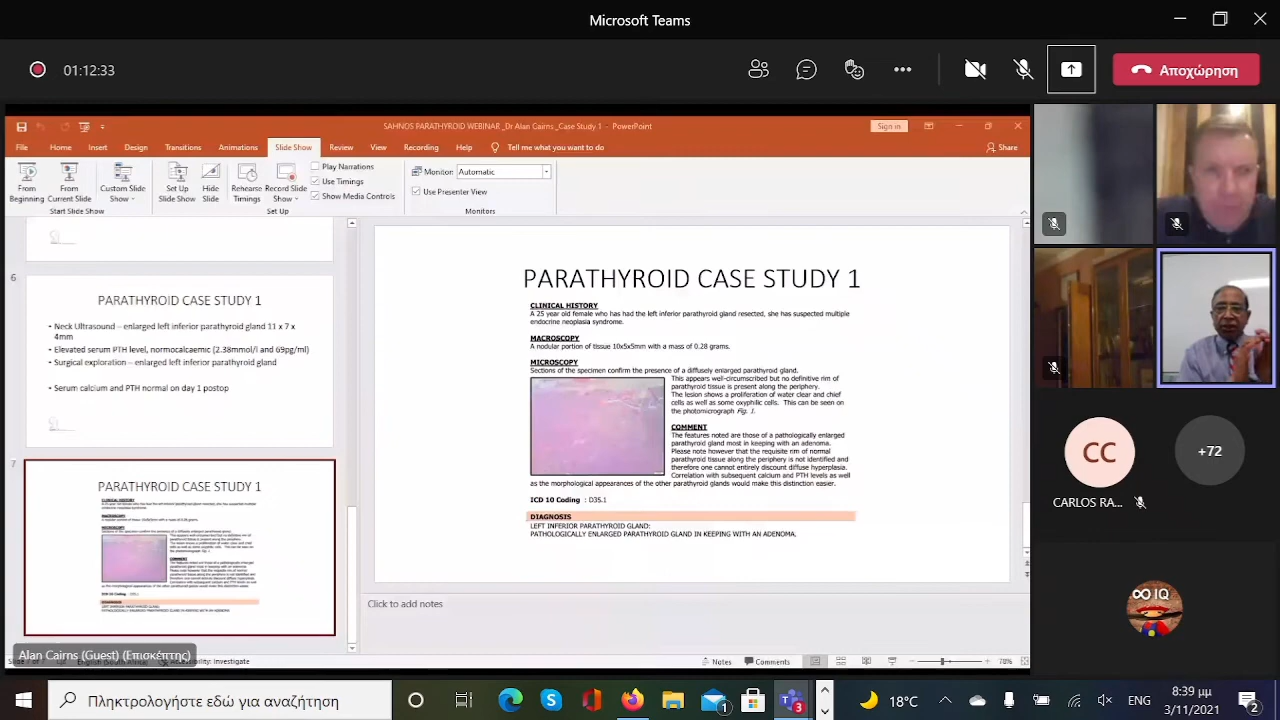 Microsoft Teams
01:12:33
Αποχώρηση
SAHNOS PARATHYROID WEBINAR _Dr Alan Cairns _Case Study 1 - PowerPoint
Sign in
File Home Insert Design Transitions Animations Slide Show Review View Recording Help Tell me what you want to do
Share
From Beginning
From Current Slide
Custom Slide Show
Set Up Slide Show
Hide Slide
Rehearse Timings
Record Slide Show
Play Narrations
Use Timings
Show Media Controls
Monitor: Automatic
Use Presenter View
Start Slide Show
Set Up
Monitors
6
PARATHYROID CASE STUDY 1
• Neck Ultrasound – enlarged left inferior parathyroid gland 11 x 7 x
4mm
• Elevated serum PTH level, normocalcaemic (2.38mmol/l and 69pg/ml)
• Surgical exploration – enlarged left inferior parathyroid gland
• Serum calcium and PTH normal on day 1 postop
7
PARATHYROID CASE STUDY 1
PARATHYROID CASE STUDY 1
CLINICAL HISTORY
A 25 year old female who has had the left inferior parathyroid gland resected, she has suspected multiple
endocrine neoplasia syndrome.
MACROSCOPY
A nodular portion of tissue 10x5x5mm with a mass of 0.28 grams.
MICROSCOPY
Sections of the specimen confirm the presence of a diffusely enlarged parathyroid gland.
This appears well-circumscribed but no definitive rim of
parathyroid tissue is present along the periphery.
The lesion shows a proliferation of water clear and chief
cells as well as some oxyphilic cells. This can be seen on
the photomicrograph Fig. 1.
COMMENT
The features noted are those of a pathologically enlarged
parathyroid gland most in keeping with an adenoma.
Please note however that the requisite rim of normal
parathyroid tissue along the periphery is not identified and
therefore one cannot entirely discount diffuse hyperplasia.
Correlation with subsequent calcium and PTH levels as well
as the morphological appearances of the other parathyroid glands would make this distinction easier.
ICD 10 Coding : D35.1
DIAGNOSIS
LEFT INFERIOR PARATHYROID GLAND:
PATHOLOGICALLY ENLARGED PARATHYROID GLAND IN KEEPING WITH AN ADENOMA.
Click to add notes
CC
+72
CARLOS RA...
∞ IQ
Alan Cairns (Guest) (Επισκέπτης)
English (South Africa)
Accessibility: Investigate
Notes
Comments
70%
Πληκτρολογήστε εδώ για αναζήτηση
1
3
18°C
ENG
8:39 μμ
3/11/2021
2